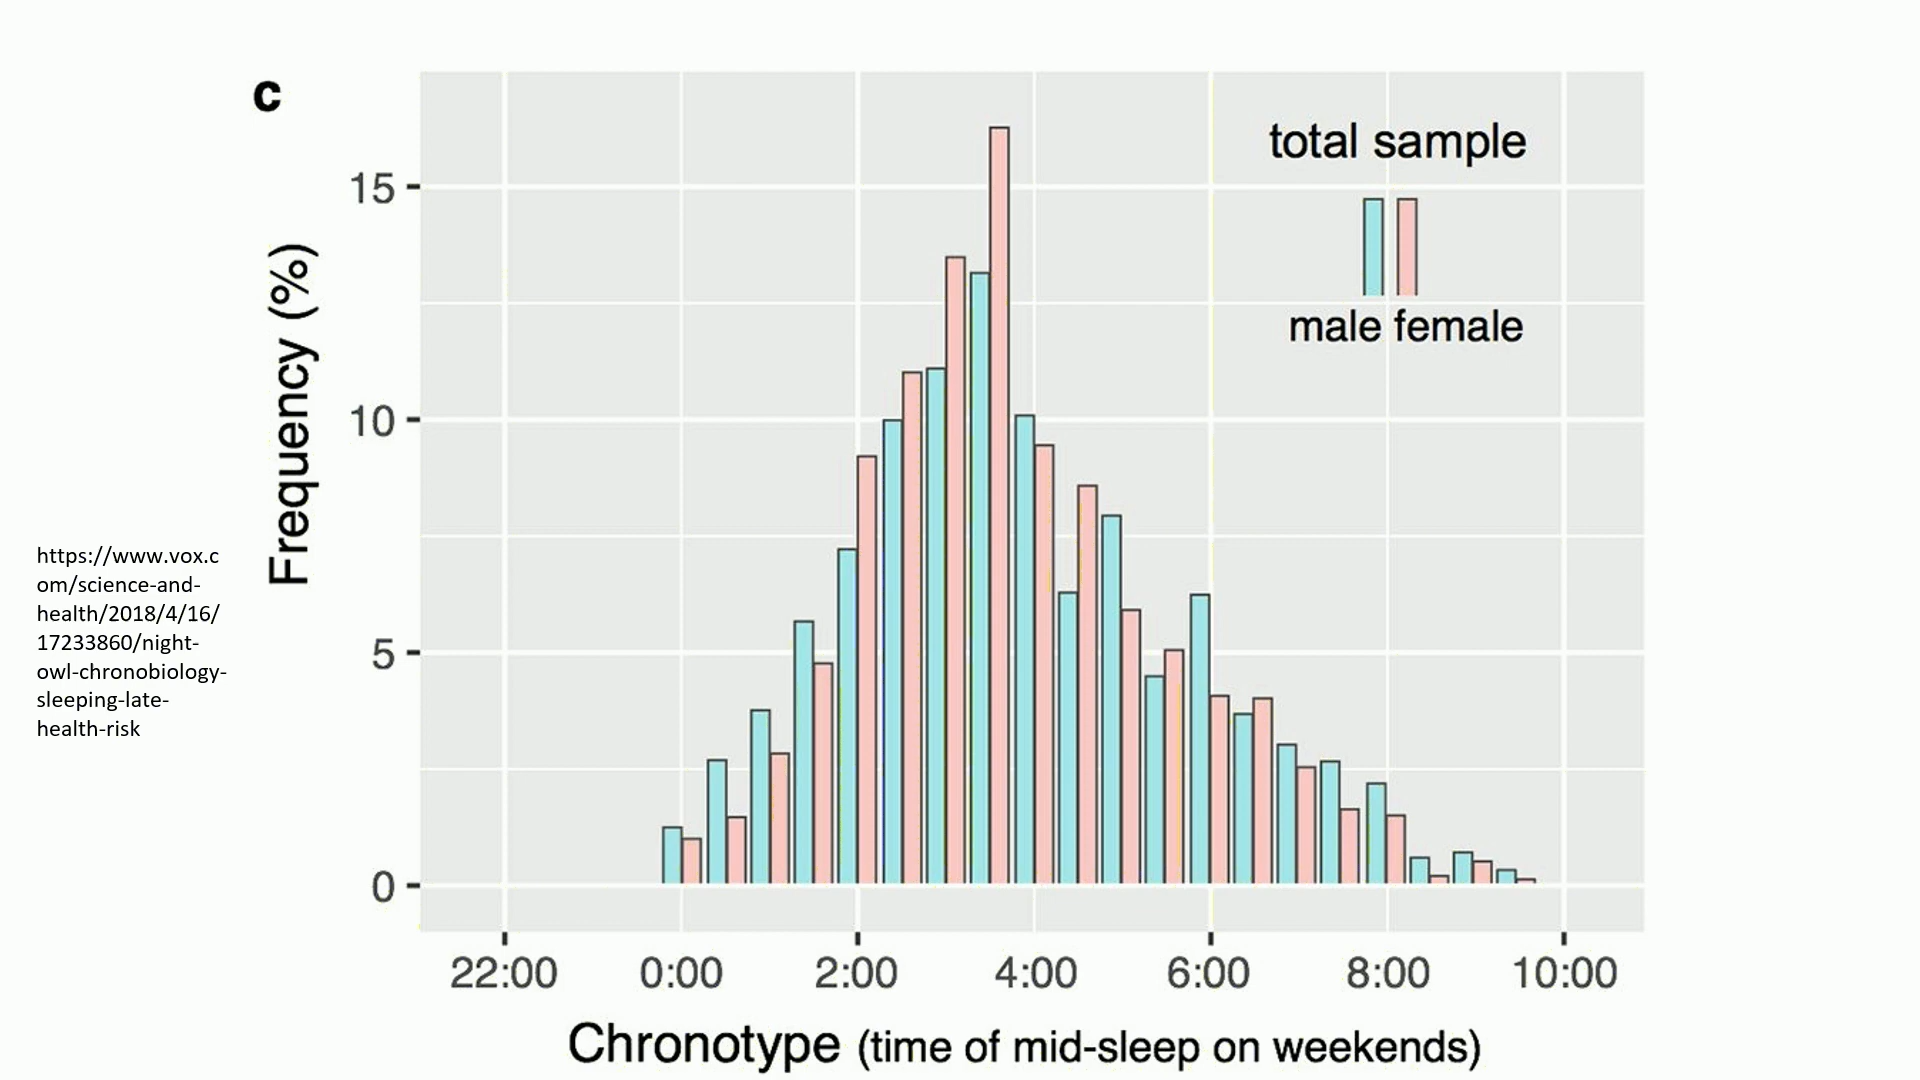 c
total sample
male female
15
10
5
0
Frequency (%)
https://www.vox.c
om/science-and-
health/2018/4/16/
17233860/night-
owl-chronobiology-
sleeping-late-
health-risk
22:00 0:00 2:00 4:00 6:00 8:00 10:00
Chronotype (time of mid-sleep on weekends)